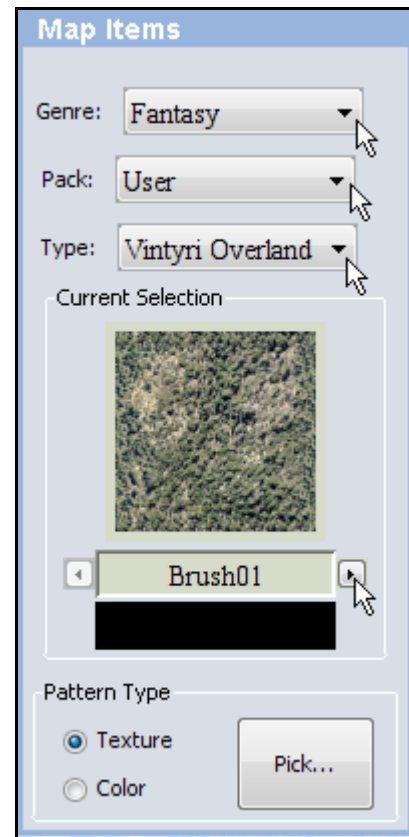 Map Items
Genre: Fantasy
Pack: User
Type: Vintyri Overland
Current Selection
Brush01
Pattern Type
Texture
Pick...
Color